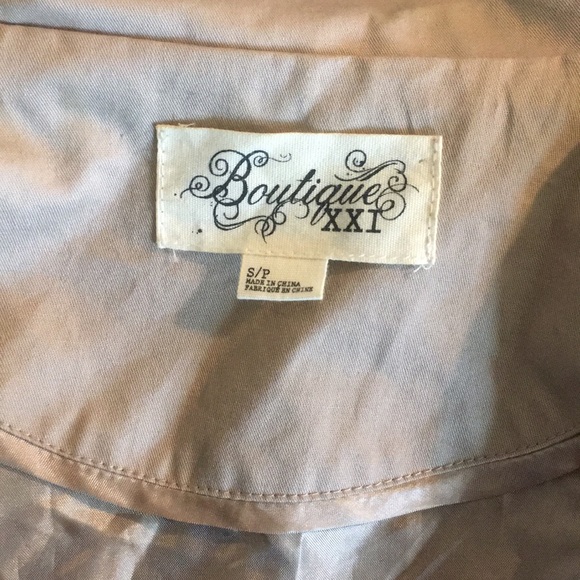 Boutique
XXI
S/P
MADE IN CHINA
FABRIQUÉ EN CHINE